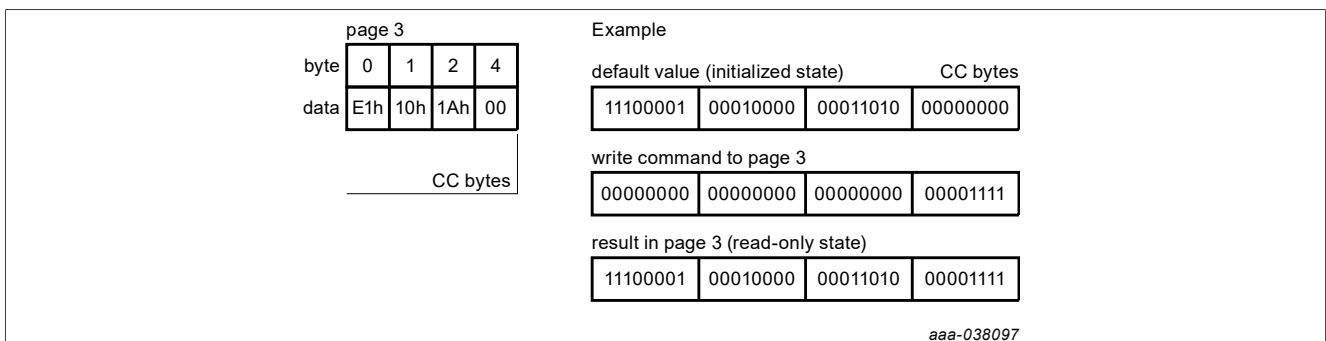 page 3
byte 0 1 2 4
data E1h 10h 1Ah 00
CC bytes
Example
default value (initialized state) CC bytes
11100001 00010000 00011010 00000000
write command to page 3
00000000 00000000 00000000 00001111
result in page 3 (read-only state)
11100001 00010000 00011010 00001111
aaa-038097